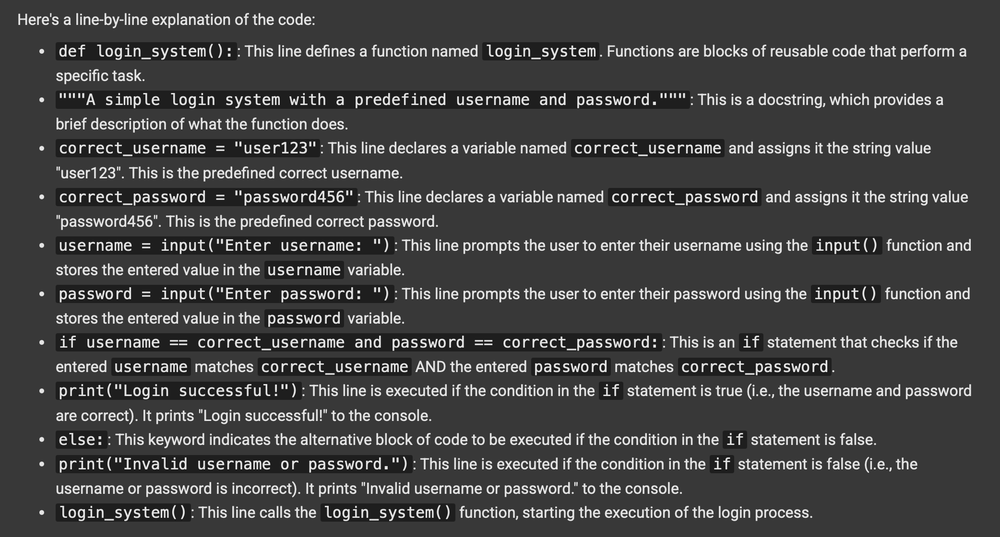 Here's a line-by-line explanation of the code:
• def login_system():: This line defines a function named login_system. Functions are blocks of reusable code that perform a
specific task.
• """A simple login system with a predefined username and password.""": This is a docstring, which provides a
brief description of what the function does.
• correct_username = "user123": This line declares a variable named correct_username and assigns it the string value
"user123". This is the predefined correct username.
• correct_password = "password456": This line declares a variable named correct_password and assigns it the string value
"password456". This is the predefined correct password.
• username = input("Enter username: "): This line prompts the user to enter their username using the input() function and
stores the entered value in the username variable.
• password = input("Enter password: "): This line prompts the user to enter their password using the input() function and
stores the entered value in the password variable.
• if username == correct_username and password == correct_password:: This is an if statement that checks if the
entered username matches correct_username AND the entered password matches correct_password.
• print("Login successful!"): This line is executed if the condition in the if statement is true (i.e., the username and password
are correct). It prints "Login successful!" to the console.
• else:: This keyword indicates the alternative block of code to be executed if the condition in the if statement is false.
• print("Invalid username or password."): This line is executed if the condition in the if statement is false (i.e., the
username or password is incorrect). It prints "Invalid username or password." to the console.
• login_system(): This line calls the login_system() function, starting the execution of the login process.